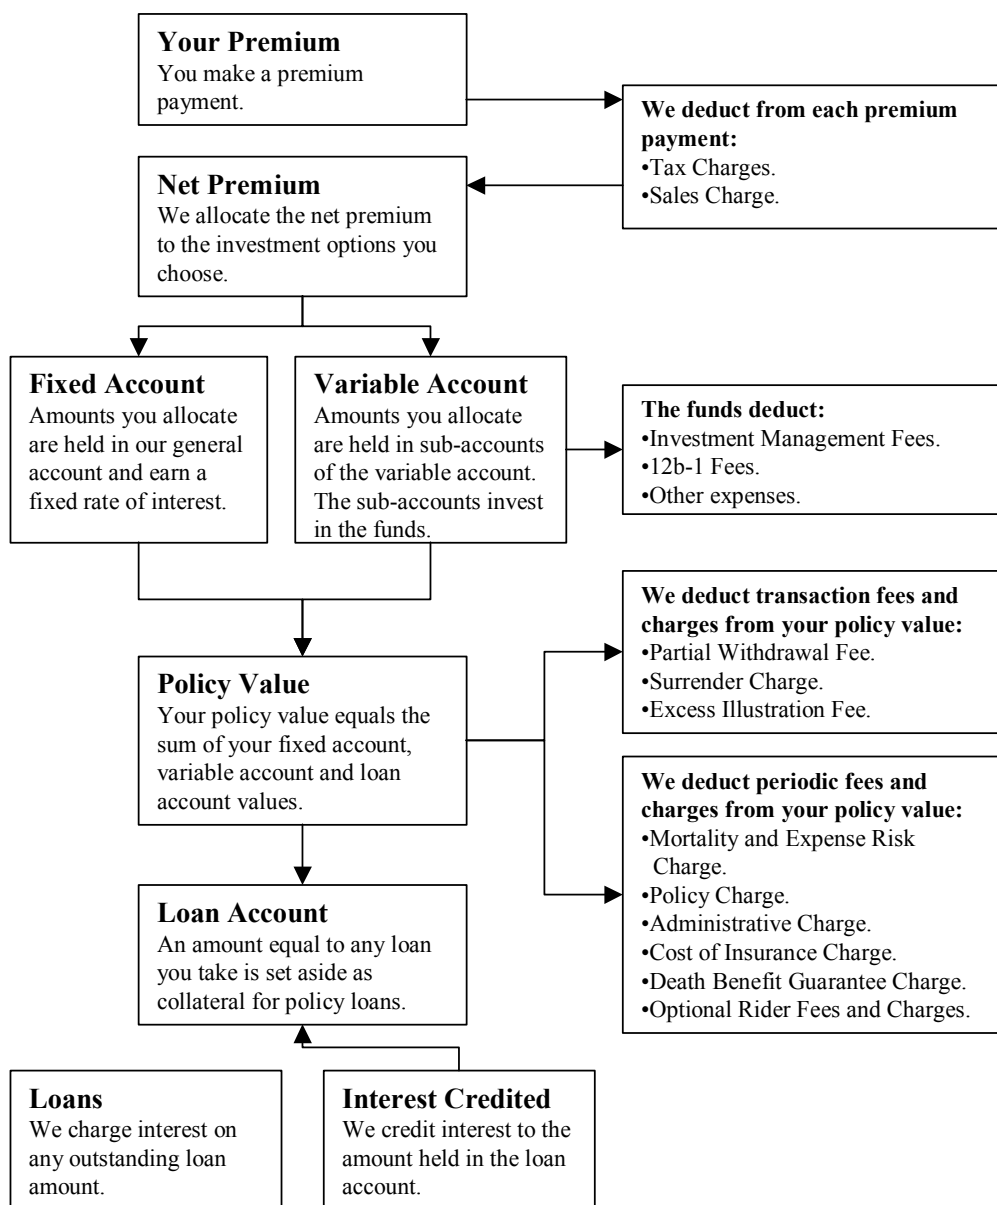 Your Premium
You make a premium
payment.
We deduct from each premium
payment:
•Tax Charges.
•Sales Charge.
Net Premium
We allocate the net premium
to the investment options you
choose.
Fixed Account
Amounts you allocate
are held in our general
account and earn a
fixed rate of interest.
Variable Account
Amounts you allocate
are held in sub-accounts
of the variable account.
The sub-accounts invest
in the funds.
The funds deduct:
•Investment Management Fees.
•12b-1 Fees.
•Other expenses.
We deduct transaction fees and
charges from your policy value:
•Partial Withdrawal Fee.
•Surrender Charge.
•Excess Illustration Fee.
Policy Value
Your policy value equals the
sum of your fixed account,
variable account and loan
account values.
We deduct periodic fees and
charges from your policy value:
•Mortality and Expense Risk
Charge.
•Policy Charge.
•Administrative Charge.
•Cost of Insurance Charge.
•Death Benefit Guarantee Charge.
•Optional Rider Fees and Charges.
Loan Account
An amount equal to any loan
you take is set aside as
collateral for policy loans.
Loans
We charge interest on
any outstanding loan
amount.
Interest Credited
We credit interest to the
amount held in the loan
account.